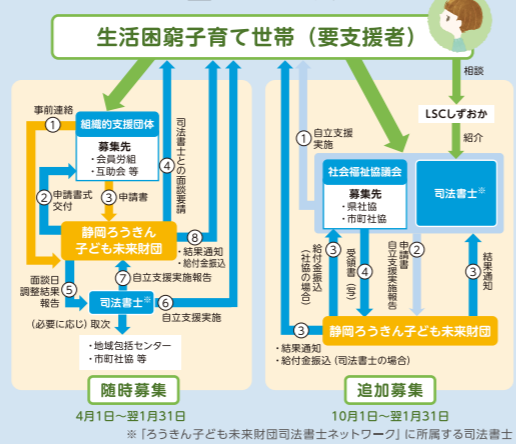 生活困窮子育て世帯（要支援者）
事前連絡
①
組織的支援団体
募集先
・会員労組
・互助会 等
②
申請書式
交付
③
申請書
④
司法書士との面談要請
静岡ろうきん
子ども未来財団
⑧
・結果通知
・給付金振込
⑤
面談日
調整結果
報告
⑦
自立支援実施報告
司法書士※
⑥
自立支援実施
（必要に応じ）取次
・地域包括センター
・市町社協 等
随時募集
4月1日～翌1月31日
相談
LSCしずおか
紹介
①
自立支援
実施
社会福祉協議会
募集先
・県社協
・市町社協
司法書士※
③
給付金振込
（社協の場合）
④
受領書（写）
申請書
自立支援実施報告
②
③
結果通知
③
静岡ろうきん子ども未来財団
・結果通知
・給付金振込（司法書士の場合）
追加募集
10月1日～翌1月31日
※「ろうきん子ども未来財団司法書士ネットワーク」に所属する司法書士